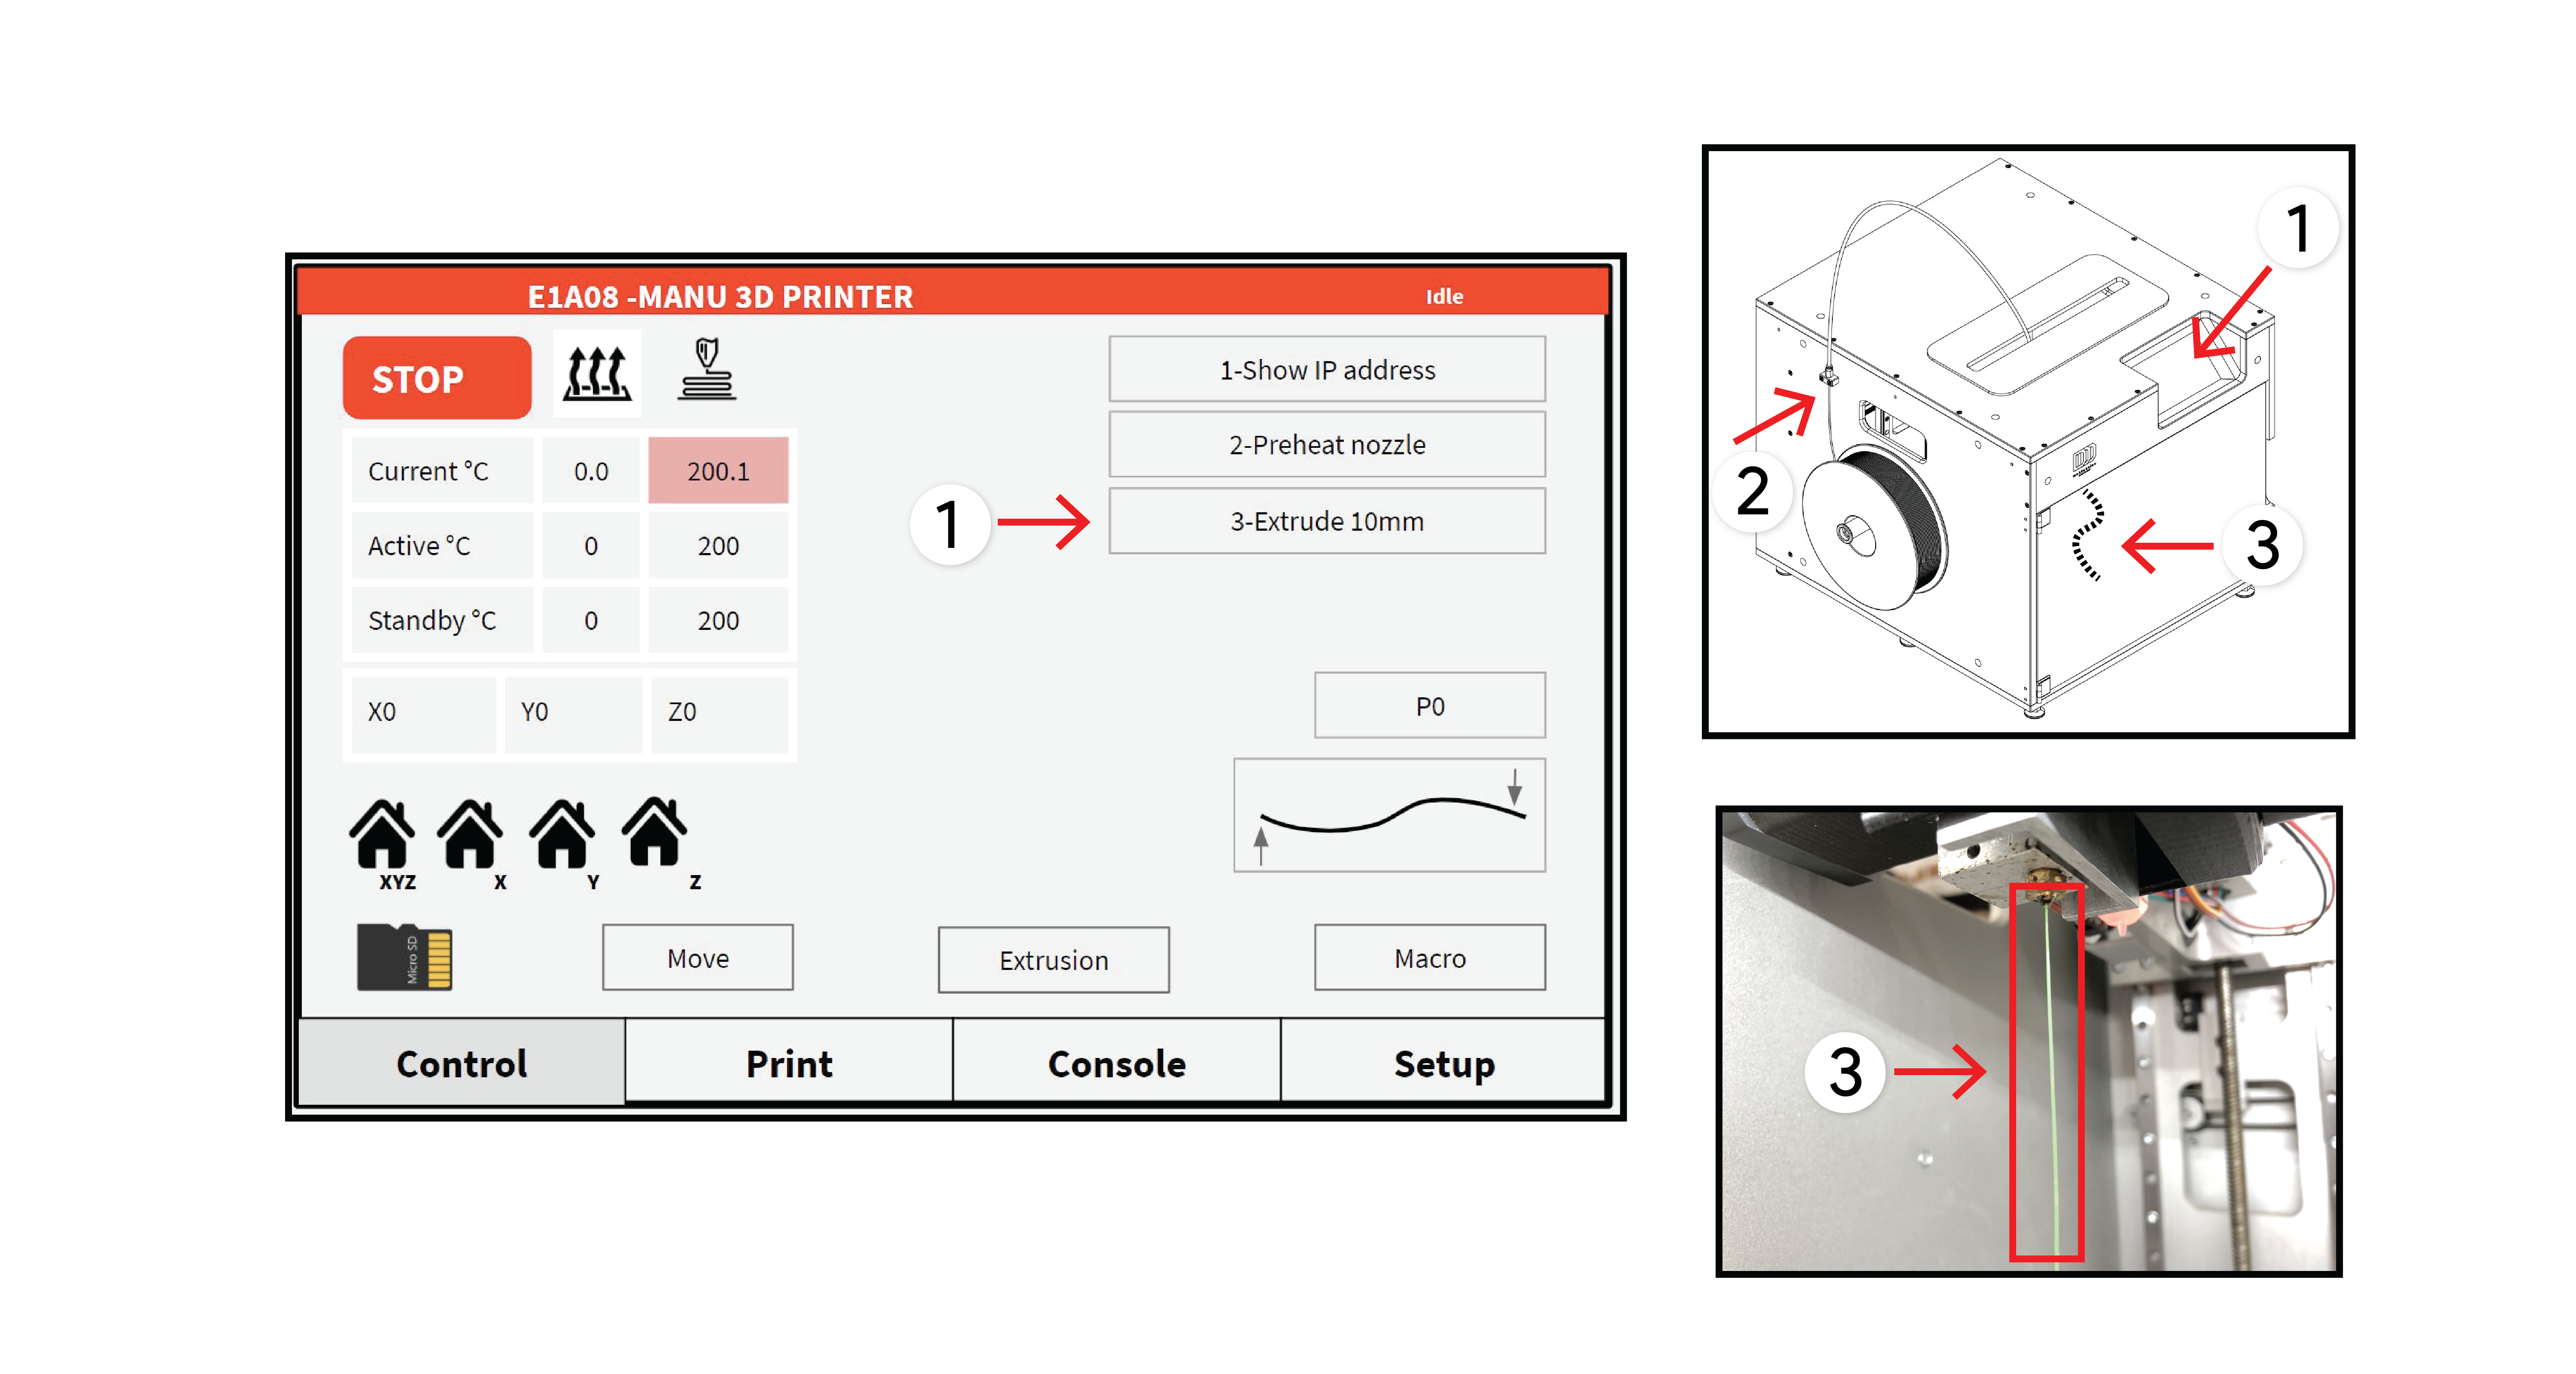 E1A08 -MANU 3D PRINTER
Idle
STOP
1-Show IP address
2-Preheat nozzle
3-Extrude 10mm
1
Current °C 0.0 200.1
Active °C 0 200
Standby °C 0 200
X0 Y0 Z0
P0
XYZ X Y Z
Micro SD
Move
Extrusion
Macro
Control
Print
Console
Setup
1
2
3
3